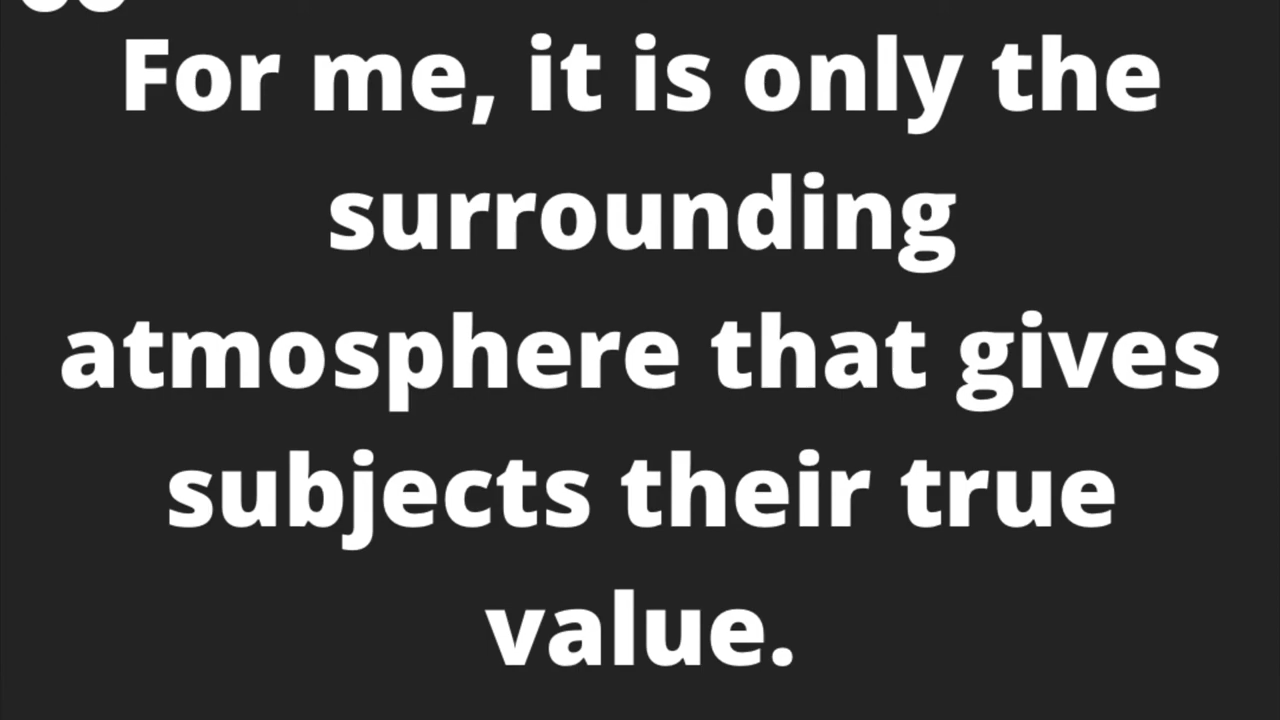 For me, it is only the
surrounding
atmosphere that gives
subjects their true
value.